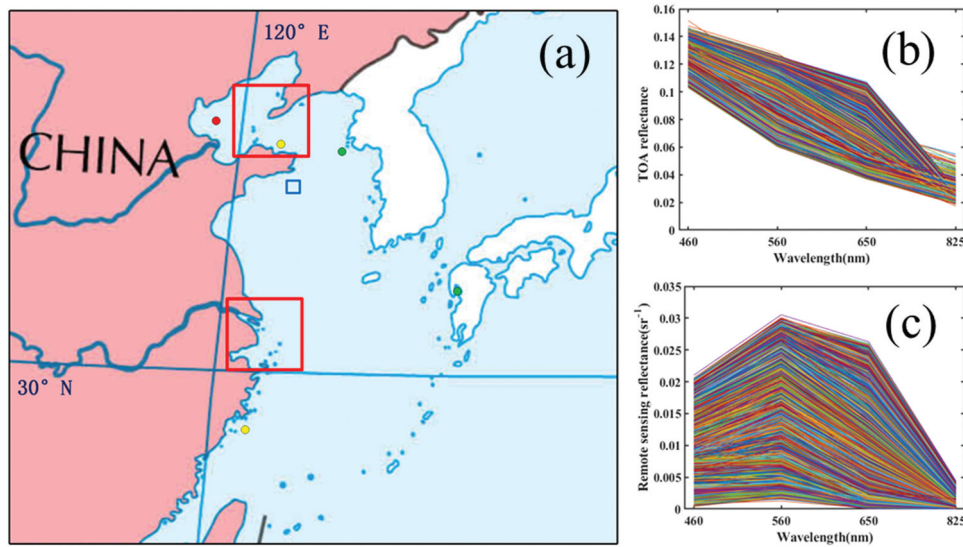 120° E
(a)
CHINA
30° N
(b)
0.16
0.14
0.12
0.1
0.08
0.06
0.04
0.02
0
TOA reflectance
460
560
650
825
Wavelength(nm)
(c)
0.035
0.03
0.025
0.02
0.015
0.01
0.005
0
Remote sensing reflectance(sr⁻¹)
460
560
650
825
Wavelength(nm)